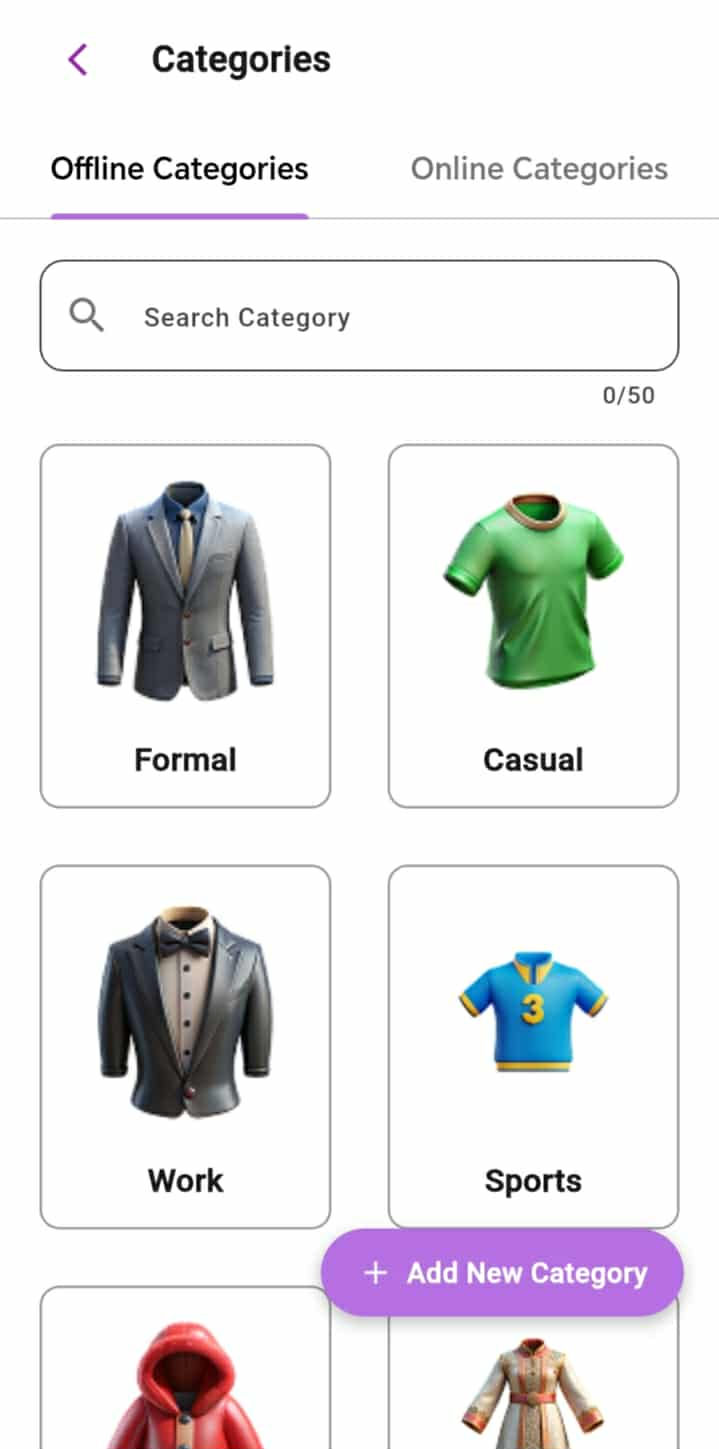 Categories
Offline Categories
Online Categories
Search Category
0/50
Formal
Casual
3
Work
Sports
+ Add New Category